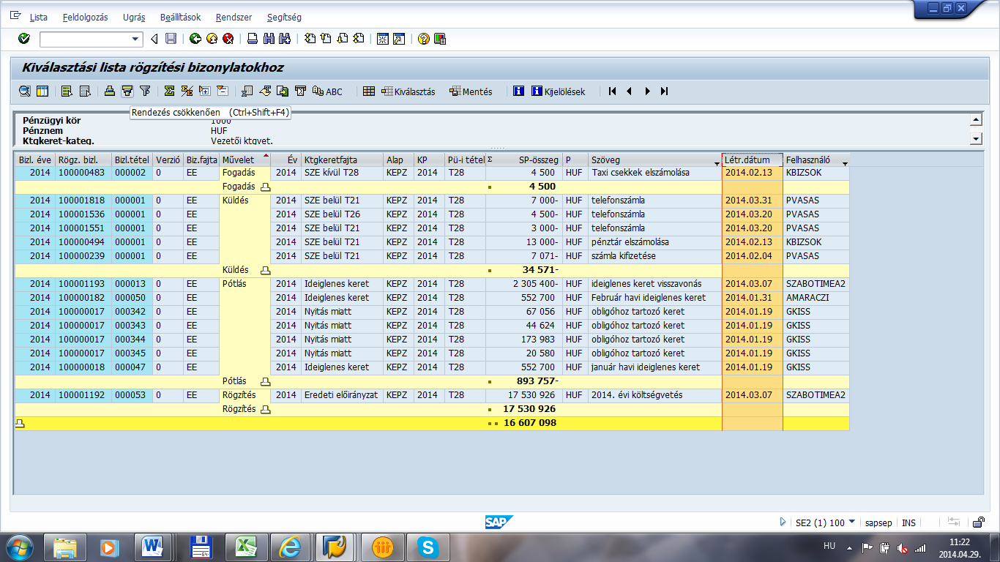 Lista Feldolgozás Ugrás Beállítások Rendszer Segítség
Kiválasztási lista rögzítési bizonylatokhoz
ABC Kiválasztás Mentés Kijelölések
Rendezés csökkenően (Ctrl+Shift+F4)
Pénzügyi kör 1000
Pénznem HUF
Ktgkeret-kateg. Vezetői ktgvet.
Bizl. éve Rögz. bizl. Bizl.tétel Verzió Biz.fajta Művelet Év Ktgkeretfajta Alap KP Pü-i tétel Σ SP-összeg P Szöveg Létr.dátum Felhasználó
2014 100000483 000002 0 EE Fogadás 2014 SZE kívül T28 KEPZ 2014 T28 4 500 HUF Taxi csekkek elszámolása 2014.02.13 KBIZSOK
Fogadás 4 500
2014 100001818 000001 0 EE Küldés 2014 SZE belül T21 KEPZ 2014 T28 7 000- HUF telefonszámla 2014.03.31 PVASAS
2014 100001536 000001 0 EE 2014 SZE belül T26 KEPZ 2014 T28 4 500- HUF telefonszámla 2014.03.20 PVASAS
2014 100001551 000001 0 EE 2014 SZE belül T21 KEPZ 2014 T28 3 000- HUF telefonszámla 2014.03.20 PVASAS
2014 100000494 000001 0 EE 2014 SZE belül T21 KEPZ 2014 T28 13 000- HUF pénztár elszámolása 2014.02.13 KBIZSOK
2014 100000239 000001 0 EE 2014 SZE belül T21 KEPZ 2014 T28 7 071- HUF számla kifizetése 2014.02.04 PVASAS
Küldés 34 571-
2014 100001193 000013 0 EE Pótlás 2014 Ideiglenes keret KEPZ 2014 T28 2 305 400- HUF ideiglenes keret visszavonás 2014.03.07 SZABOTIMEA2
2014 100000182 000050 0 EE 2014 Ideiglenes keret KEPZ 2014 T28 552 700 HUF Február havi ideiglenes keret 2014.01.31 AMARACZI
2014 100000017 000342 0 EE 2014 Nyitás miatt KEPZ 2014 T28 67 056 HUF obligóhoz tartozó keret 2014.01.19 GKISS
2014 100000017 000343 0 EE 2014 Nyitás miatt KEPZ 2014 T28 44 624 HUF obligóhoz tartozó keret 2014.01.19 GKISS
2014 100000017 000344 0 EE 2014 Nyitás miatt KEPZ 2014 T28 173 983 HUF obligóhoz tartozó keret 2014.01.19 GKISS
2014 100000017 000345 0 EE 2014 Nyitás miatt KEPZ 2014 T28 20 580 HUF obligóhoz tartozó keret 2014.01.19 GKISS
2014 100000018 000047 0 EE 2014 Ideiglenes keret KEPZ 2014 T28 552 700 HUF január havi ideiglenes keret 2014.01.19 GKISS
Pótlás 893 757-
2014 100001192 000053 0 EE Rögzítés 2014 Eredeti előirányzat KEPZ 2014 T28 17 530 926 HUF 2014. évi költségvetés 2014.03.07 SZABOTIMEA2
Rögzítés 17 530 926
16 607 098
SAP SE2 (1) 100 sapsep INS
HU 11:22
2014.04.29.